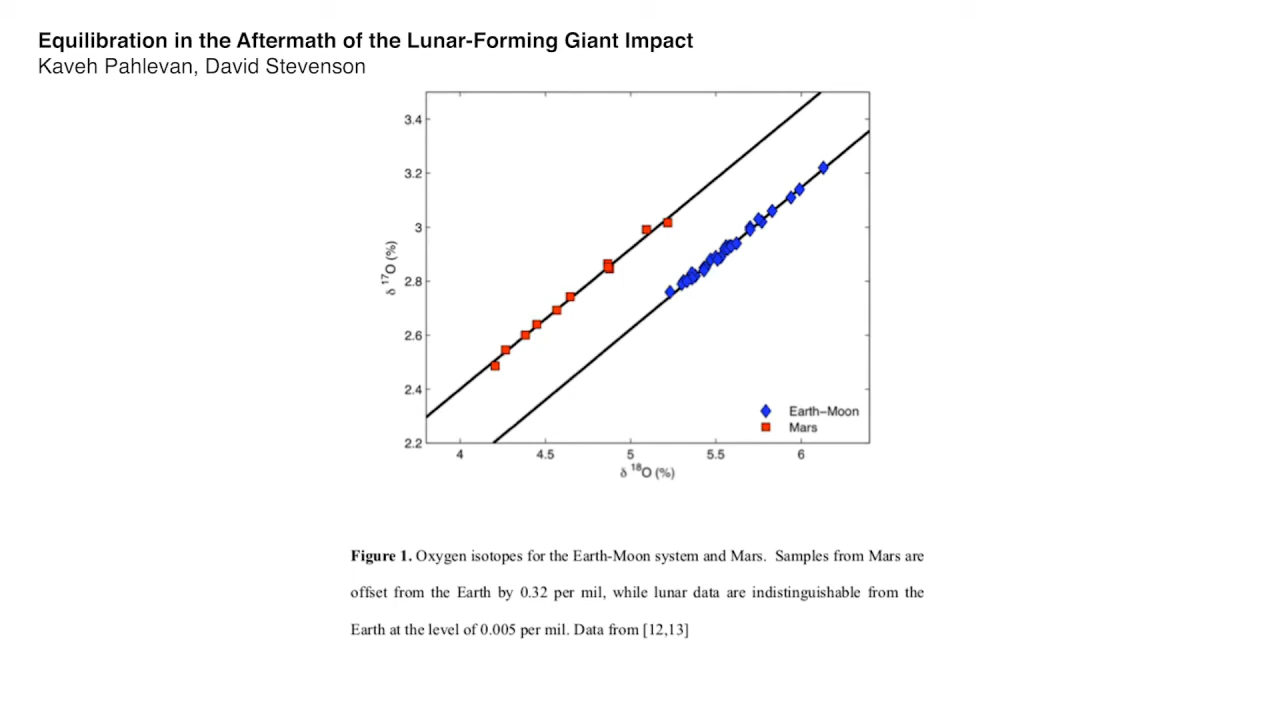 Equilibration in the Aftermath of the Lunar-Forming Giant Impact
Kaveh Pahlevan, David Stevenson
3.4
3.2
3
2.8
2.6
2.4
2.2
δ 17O (%)
4
4.5
5
5.5
6
δ 18O (%)
Earth–Moon
Mars
Figure 1. Oxygen isotopes for the Earth-Moon system and Mars. Samples from Mars are
offset from the Earth by 0.32 per mil, while lunar data are indistinguishable from the
Earth at the level of 0.005 per mil. Data from [12,13]